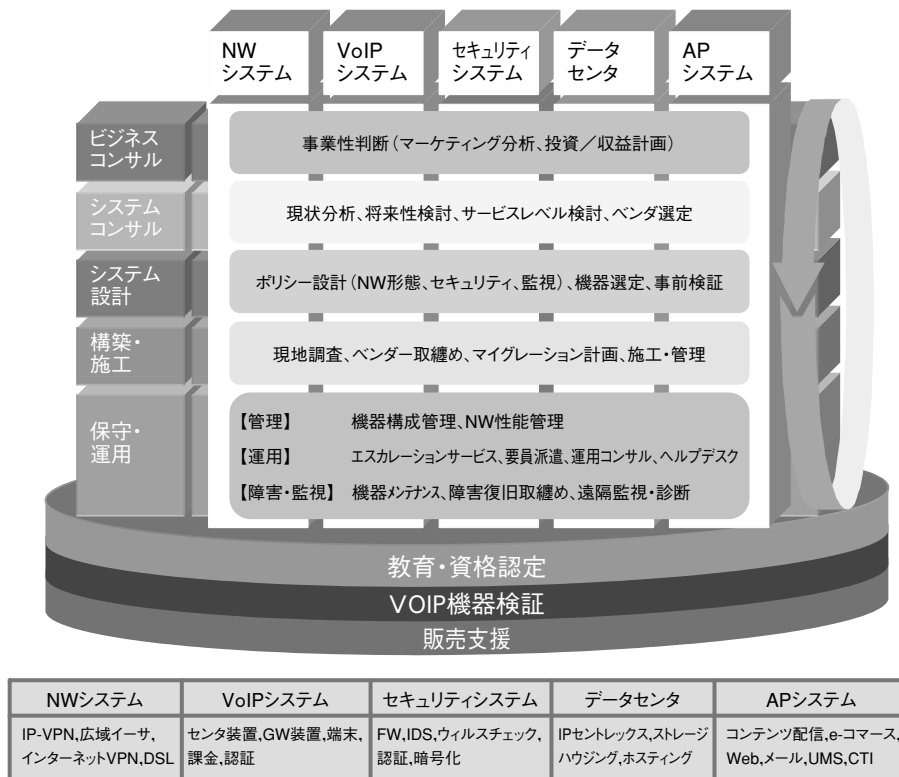 NW
システム
VoIP
システム
セキュリティ
システム
データ
センタ
AP
システム
ビジネス
コンサル
事業性判断（マーケティング分析、投資／収益計画）
システム
コンサル
現状分析、将来性検討、サービスレベル検討、ベンダ選定
システム
設計
ポリシー設計（NW形態、セキュリティ、監視）、機器選定、事前検証
構築・
施工
現地調査、ベンダー取纏め、マイグレーション計画、施工・管理
保守・
運用
【管理】 機器構成管理、NW性能管理
【運用】 エスカレーションサービス、要員派遣、運用コンサル、ヘルプデスク
【障害・監視】 機器メンテナンス、障害復旧取纏め、遠隔監視・診断
教育・資格認定
VOIP機器検証
販売支援
NWシステム VoIPシステム セキュリティシステム データセンタ APシステム
IP-VPN,広域イーサ, センタ装置,GW装置,端末, FW,IDS,ウィルスチェック, IPセントレックス,ストレージ コンテンツ配信,e-コマース,
インターネットVPN,DSL 課金,認証 認証,暗号化 ハウジング,ホスティング Web,メール,UMS,CTI